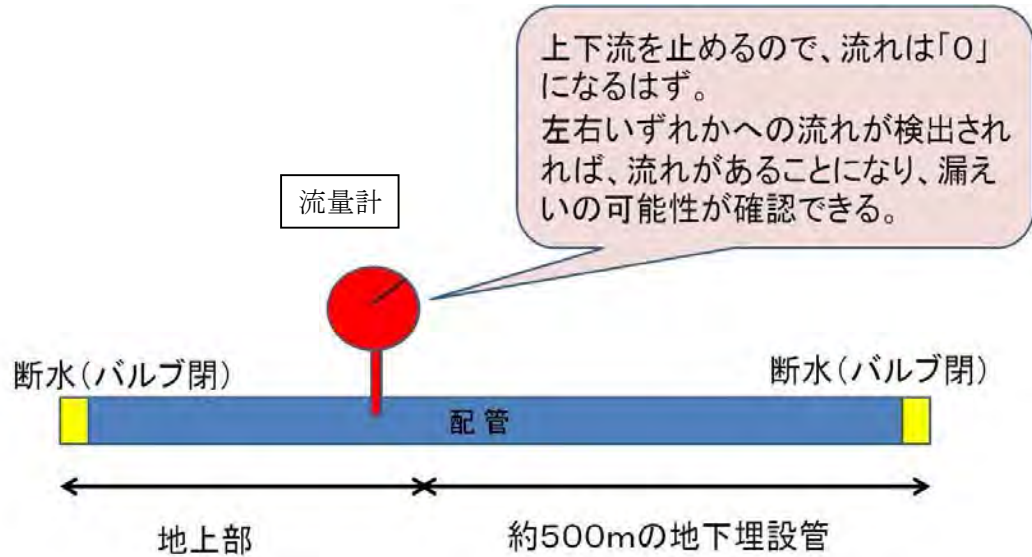 上下流を止めるので、流れは「0」
になるはず。
左右いずれかへの流れが検出され
れば、流れがあることになり、漏え
いの可能性が確認できる。
流量計
断水(バルブ閉)
断水(バルブ閉)
配 管
地上部
約500mの地下埋設管